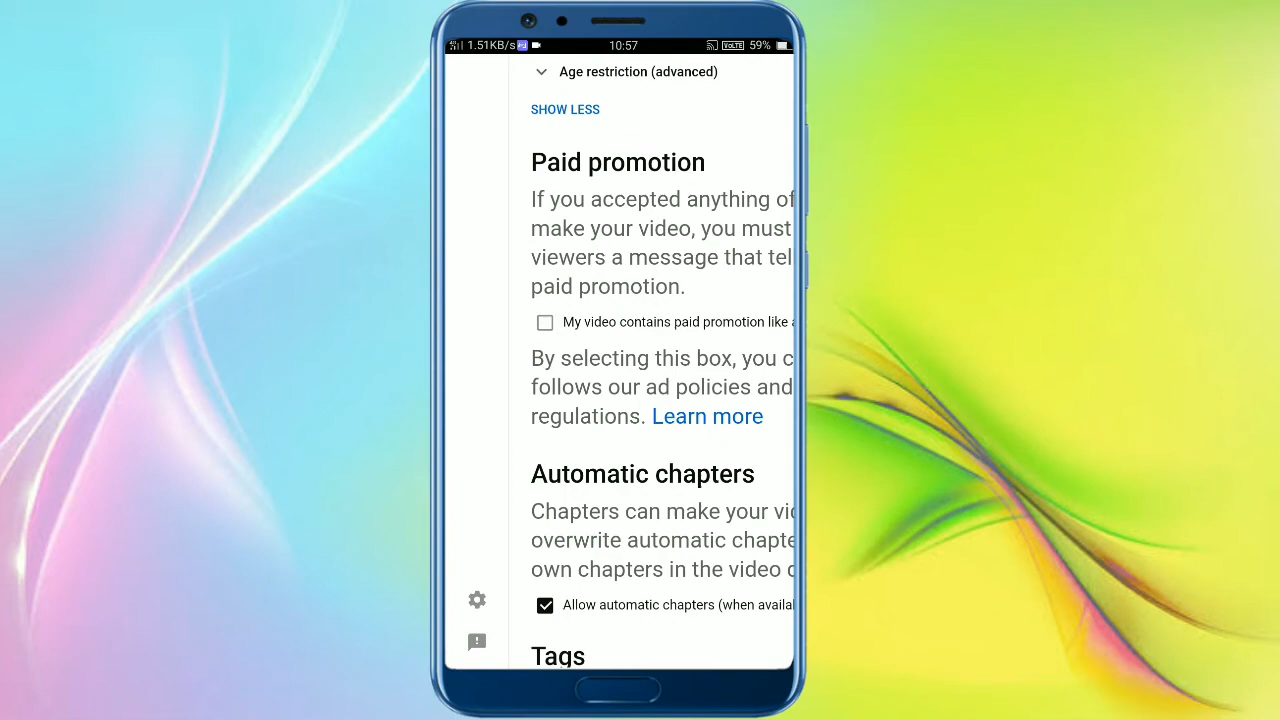 1.51KB/s
10:57
VoLTE
59%
Age restriction (advanced)
SHOW LESS
Paid promotion
If you accepted anything of
make your video, you must
viewers a message that tel
paid promotion.
My video contains paid promotion like a
By selecting this box, you c
follows our ad policies and
regulations. Learn more
Automatic chapters
Chapters can make your vid
overwrite automatic chapte
own chapters in the video d
Allow automatic chapters (when availal
Tags